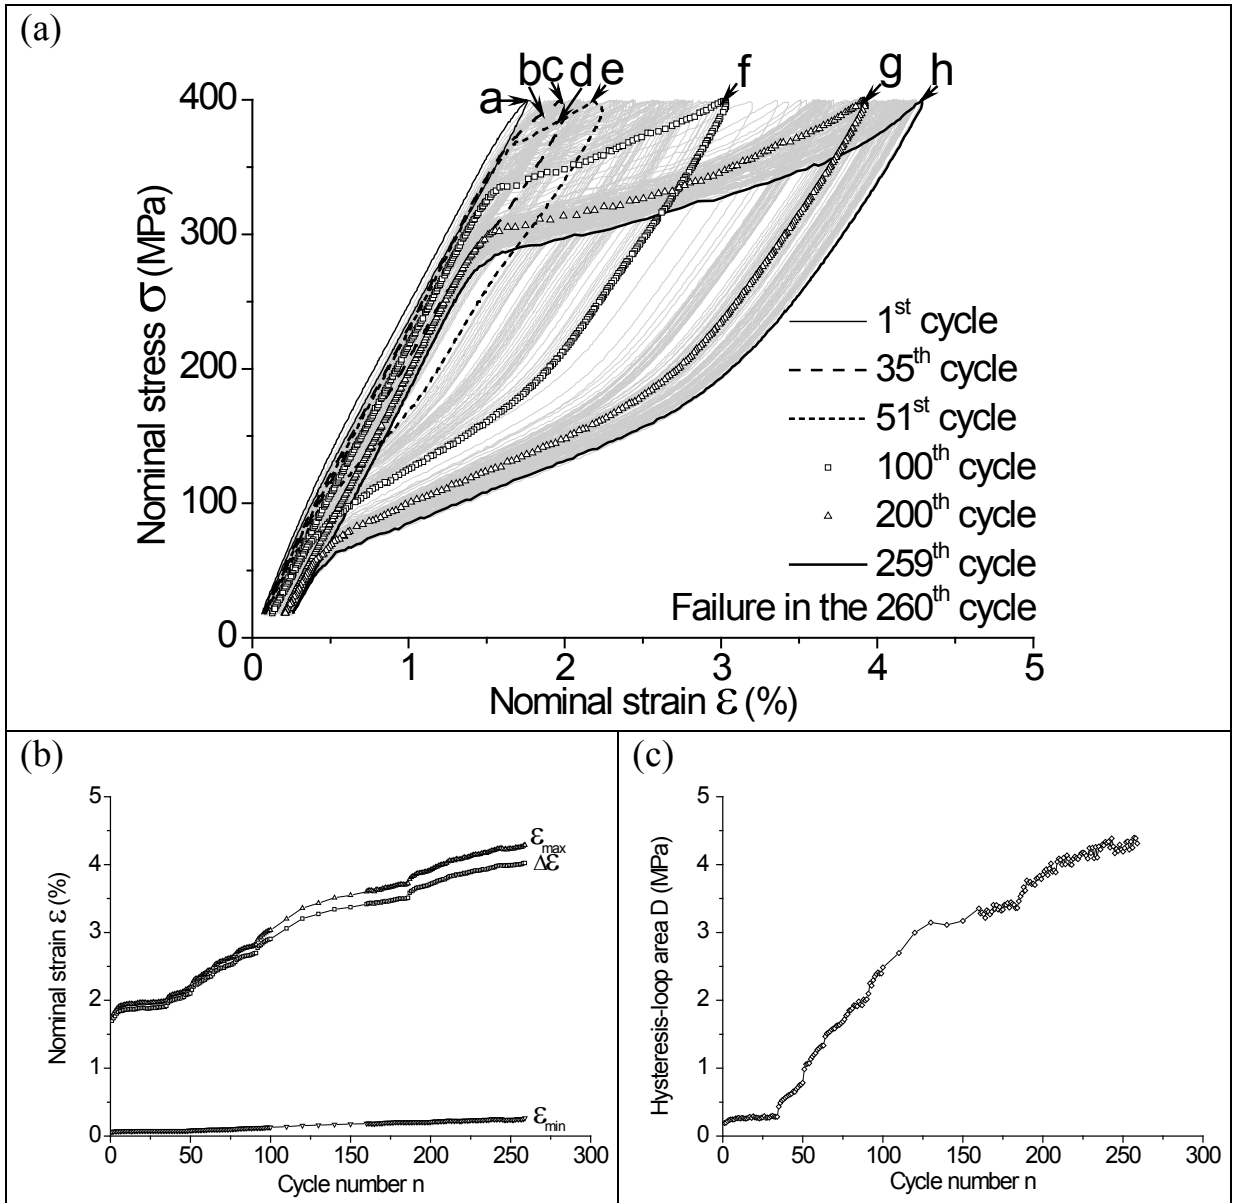 (a)
a b c d e f g h
400
300
200
100
0
0 1 2 3 4 5
Nominal stress σ (MPa)
Nominal strain ε (%)
1st cycle
35th cycle
51st cycle
100th cycle
200th cycle
259th cycle
Failure in the 260th cycle
(b)
5
4
3
2
1
0
0 50 100 150 200 250 300
Nominal strain ε (%)
Cycle number n
εmax
Δε
εmin
(c)
5
4
3
2
1
0
0 50 100 150 200 250 300
Hysteresis-loop area D (MPa)
Cycle number n